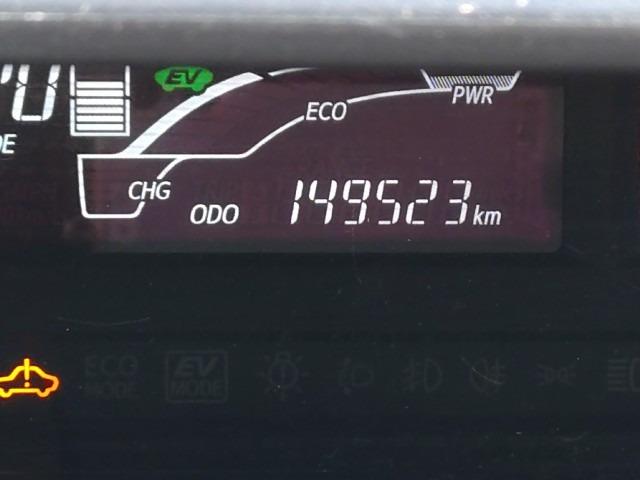 EV
ECO
PWR
CHG
ODO 149523 km
ECO
MODE
EV
MODE